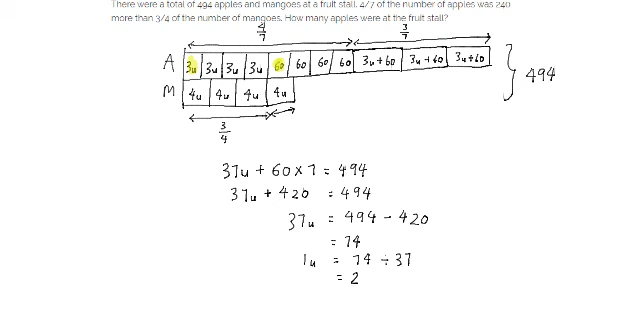 There were a total of 494 apples and mangoes at a fruit stall. 4/7 of the number of apples was 240
more than 3/4 of the number of mangoes. How many apples were at the fruit stall?
4/7 3/7
A 3u 3u 3u 3u 60 60 60 60 3u+60 3u+60 3u+60
494
M 4u 4u 4u 4u
3/4
37u + 60 x 7 = 494
37u + 420 = 494
37u = 494 - 420
= 74
1u = 74 ÷ 37
= 2